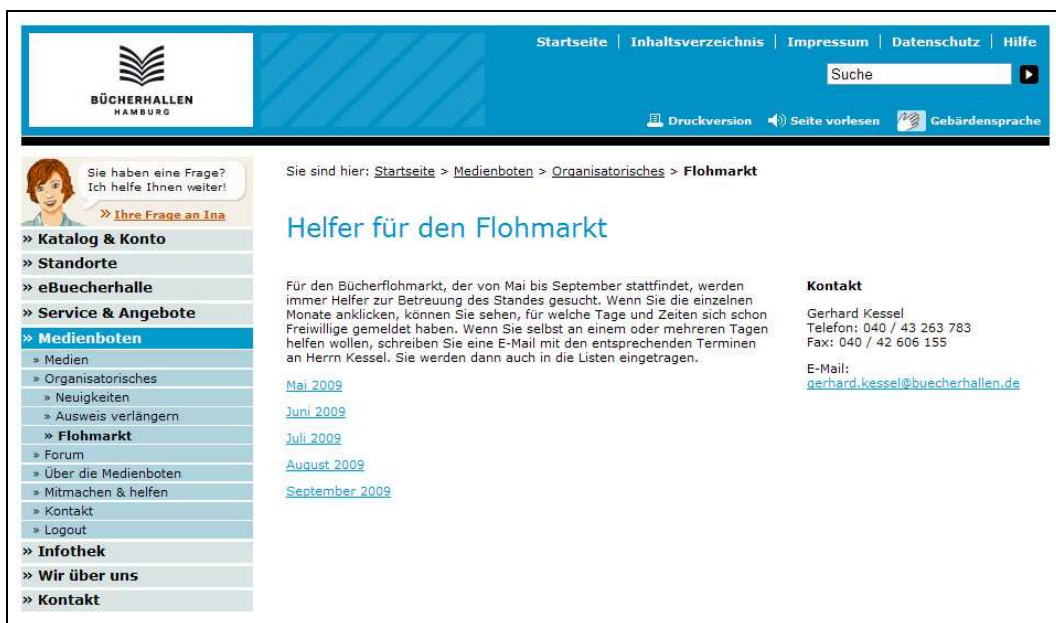 Startseite | Inhaltsverzeichnis | Impressum | Datenschutz | Hilfe
Suche
BÜCHERHALLEN
HAMBURG
Druckversion Seite vorlesen Gebärdensprache
Sie haben eine Frage?
Ich helfe Ihnen weiter!
» Ihre Frage an Ina
» Katalog & Konto
» Standorte
» eBuecherhalle
» Service & Angebote
» Medienboten
» Medien
» Organisatorisches
» Neuigkeiten
» Ausweis verlängern
» Flohmarkt
» Forum
» Über die Medienboten
» Mitmachen & helfen
» Kontakt
» Logout
» Infothek
» Wir über uns
» Kontakt
Sie sind hier: Startseite > Medienboten > Organisatorisches > Flohmarkt
Helfer für den Flohmarkt
Für den Bücherflohmarkt, der von Mai bis September stattfindet, werden
immer Helfer zur Betreuung des Standes gesucht. Wenn Sie die einzelnen
Monate anklicken, können Sie sehen, für welche Tage und Zeiten sich schon
Freiwillige gemeldet haben. Wenn Sie selbst an einem oder mehreren Tagen
helfen wollen, schreiben Sie eine E-Mail mit den entsprechenden Terminen
an Herrn Kessel. Sie werden dann auch in die Listen eingetragen.
Mai 2009
Juni 2009
Juli 2009
August 2009
September 2009
Kontakt
Gerhard Kessel
Telefon: 040 / 43 263 783
Fax: 040 / 42 606 155
E-Mail:
gerhard.kessel@buecherhallen.de